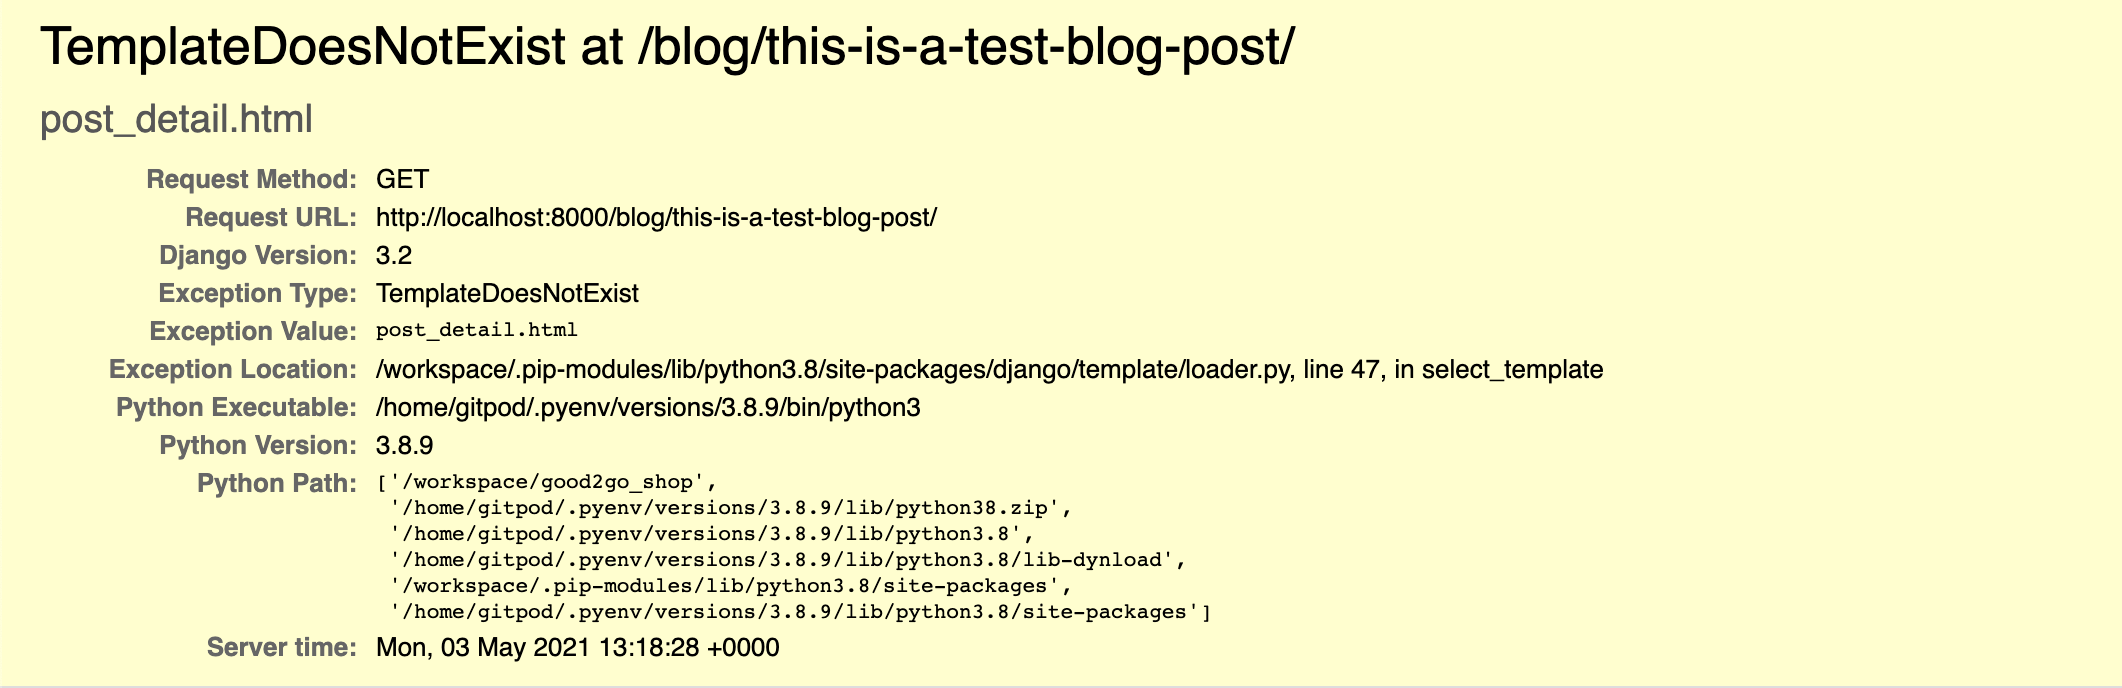 TemplateDoesNotExist at /blog/this-is-a-test-blog-post/
post_detail.html
Request Method: GET
Request URL: http://localhost:8000/blog/this-is-a-test-blog-post/
Django Version: 3.2
Exception Type: TemplateDoesNotExist
Exception Value: post_detail.html
Exception Location: /workspace/.pip-modules/lib/python3.8/site-packages/django/template/loader.py, line 47, in select_template
Python Executable: /home/gitpod/.pyenv/versions/3.8.9/bin/python3
Python Version: 3.8.9
Python Path: ['/workspace/good2go_shop',
'/home/gitpod/.pyenv/versions/3.8.9/lib/python38.zip',
'/home/gitpod/.pyenv/versions/3.8.9/lib/python3.8',
'/home/gitpod/.pyenv/versions/3.8.9/lib/python3.8/lib-dynload',
'/workspace/.pip-modules/lib/python3.8/site-packages',
'/home/gitpod/.pyenv/versions/3.8.9/lib/python3.8/site-packages']
Server time: Mon, 03 May 2021 13:18:28 +0000